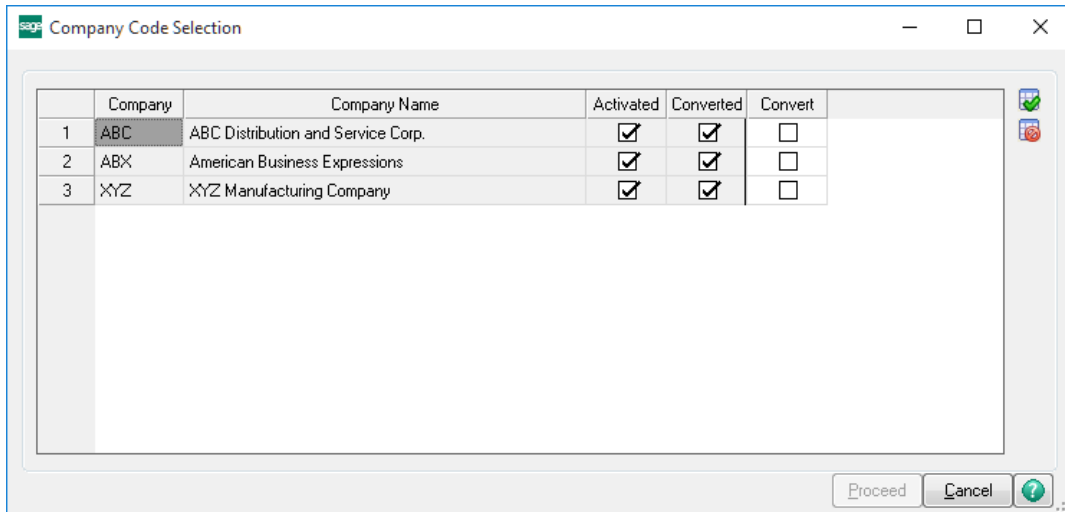 sage Company Code Selection
Company Company Name Activated Converted Convert
1 ABC ABC Distribution and Service Corp.
2 ABX American Business Expressions
3 XYZ XYZ Manufacturing Company
Proceed Cancel ?